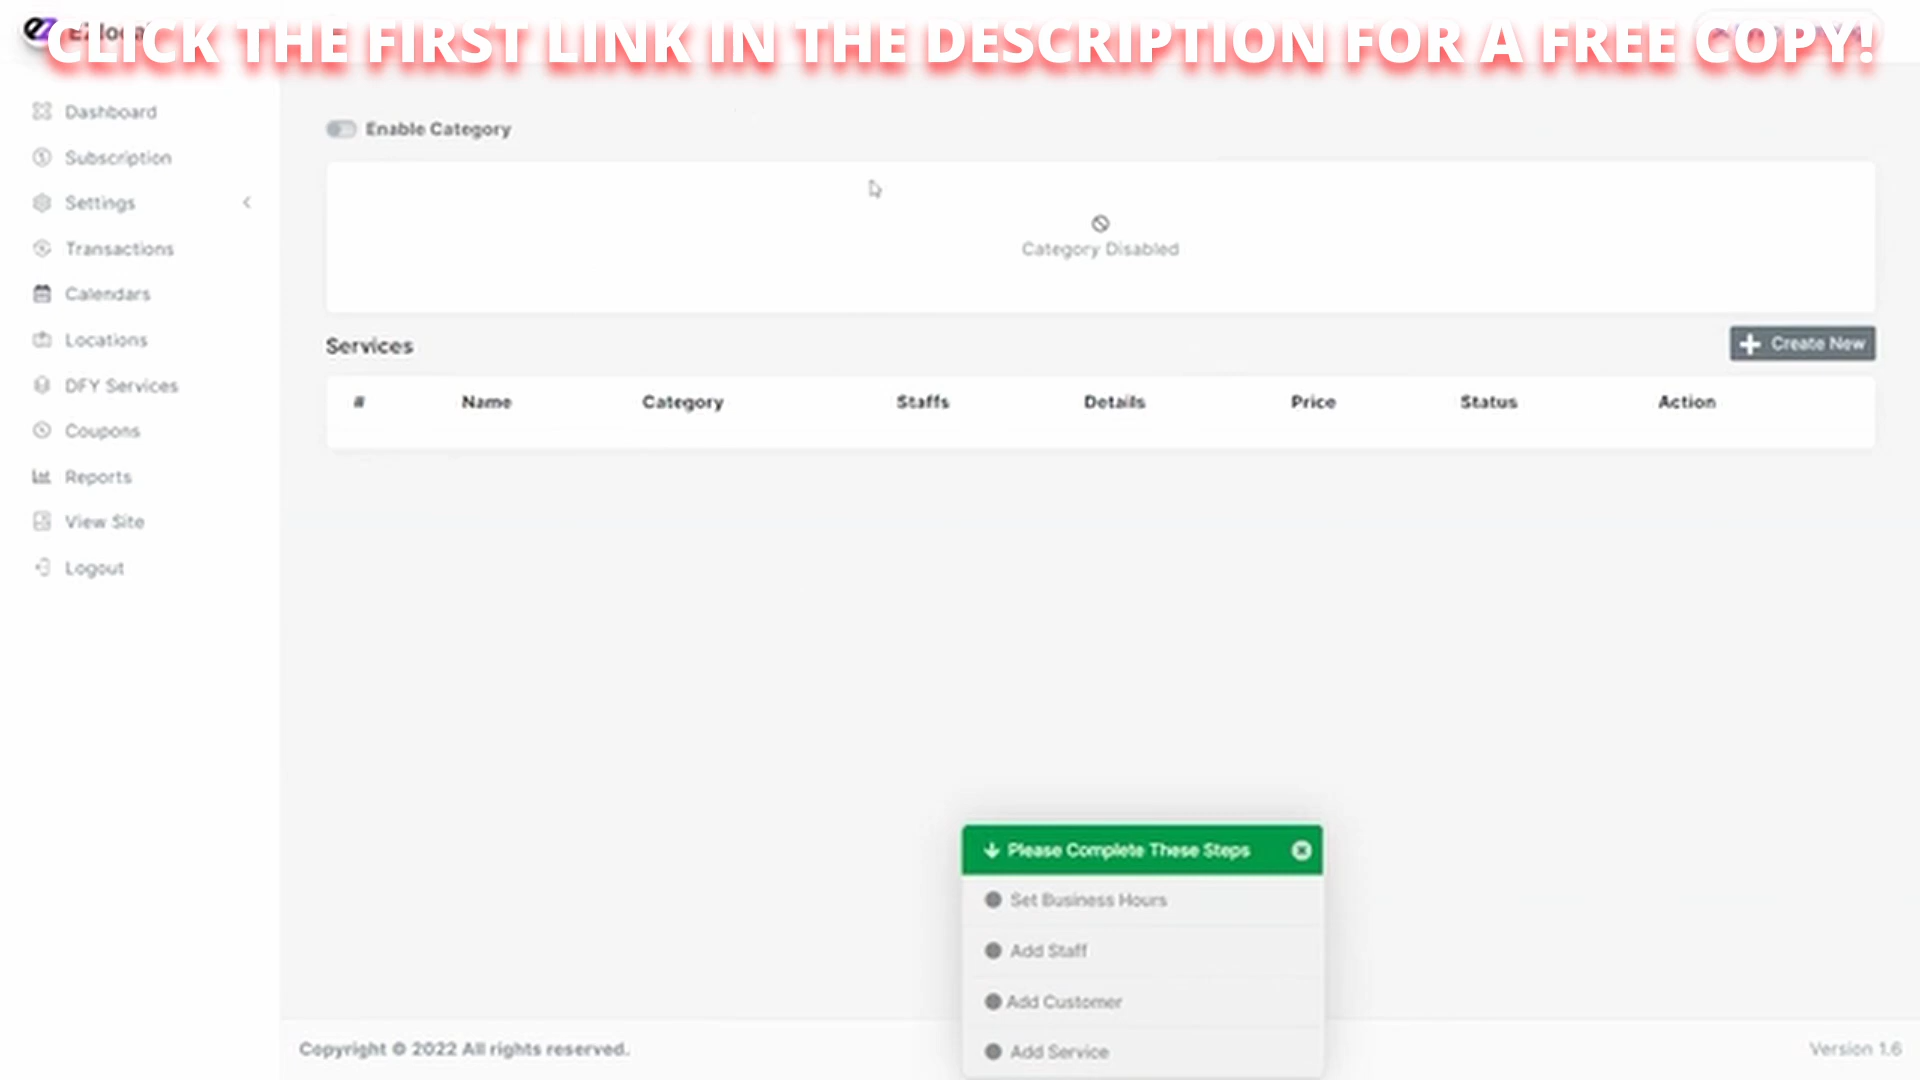 CLICK THE FIRST LINK IN THE DESCRIPTION FOR A FREE COPY!
Dashboard
Subscription
Settings
Transactions
Calendars
Locations
DFY Services
Coupons
Reports
View Site
Logout
Enable Category
Category Disabled
Services
Create New
# Name Category Staffs Details Price Status Action
Please Complete These Steps
Set Business Hours
Add Staff
Add Customer
Add Service
Copyright © 2022 All rights reserved.
Version 1.6